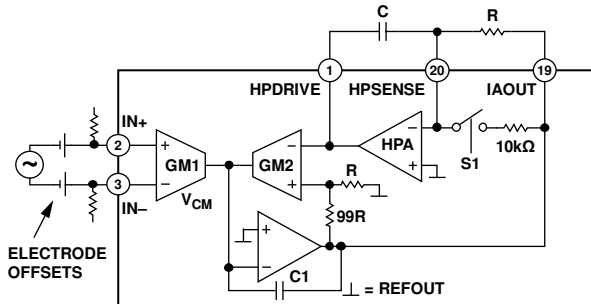 C
R
1
20
19
HPDRIVE
HPSENSE
IAOUT
IN+
2
+
GM1
−
GM2
+
−
HPA
+
S1
10kΩ
3
−
IN−
VCM
R
99R
+
−
C1
ELECTRODE
OFFSETS
= REFOUT